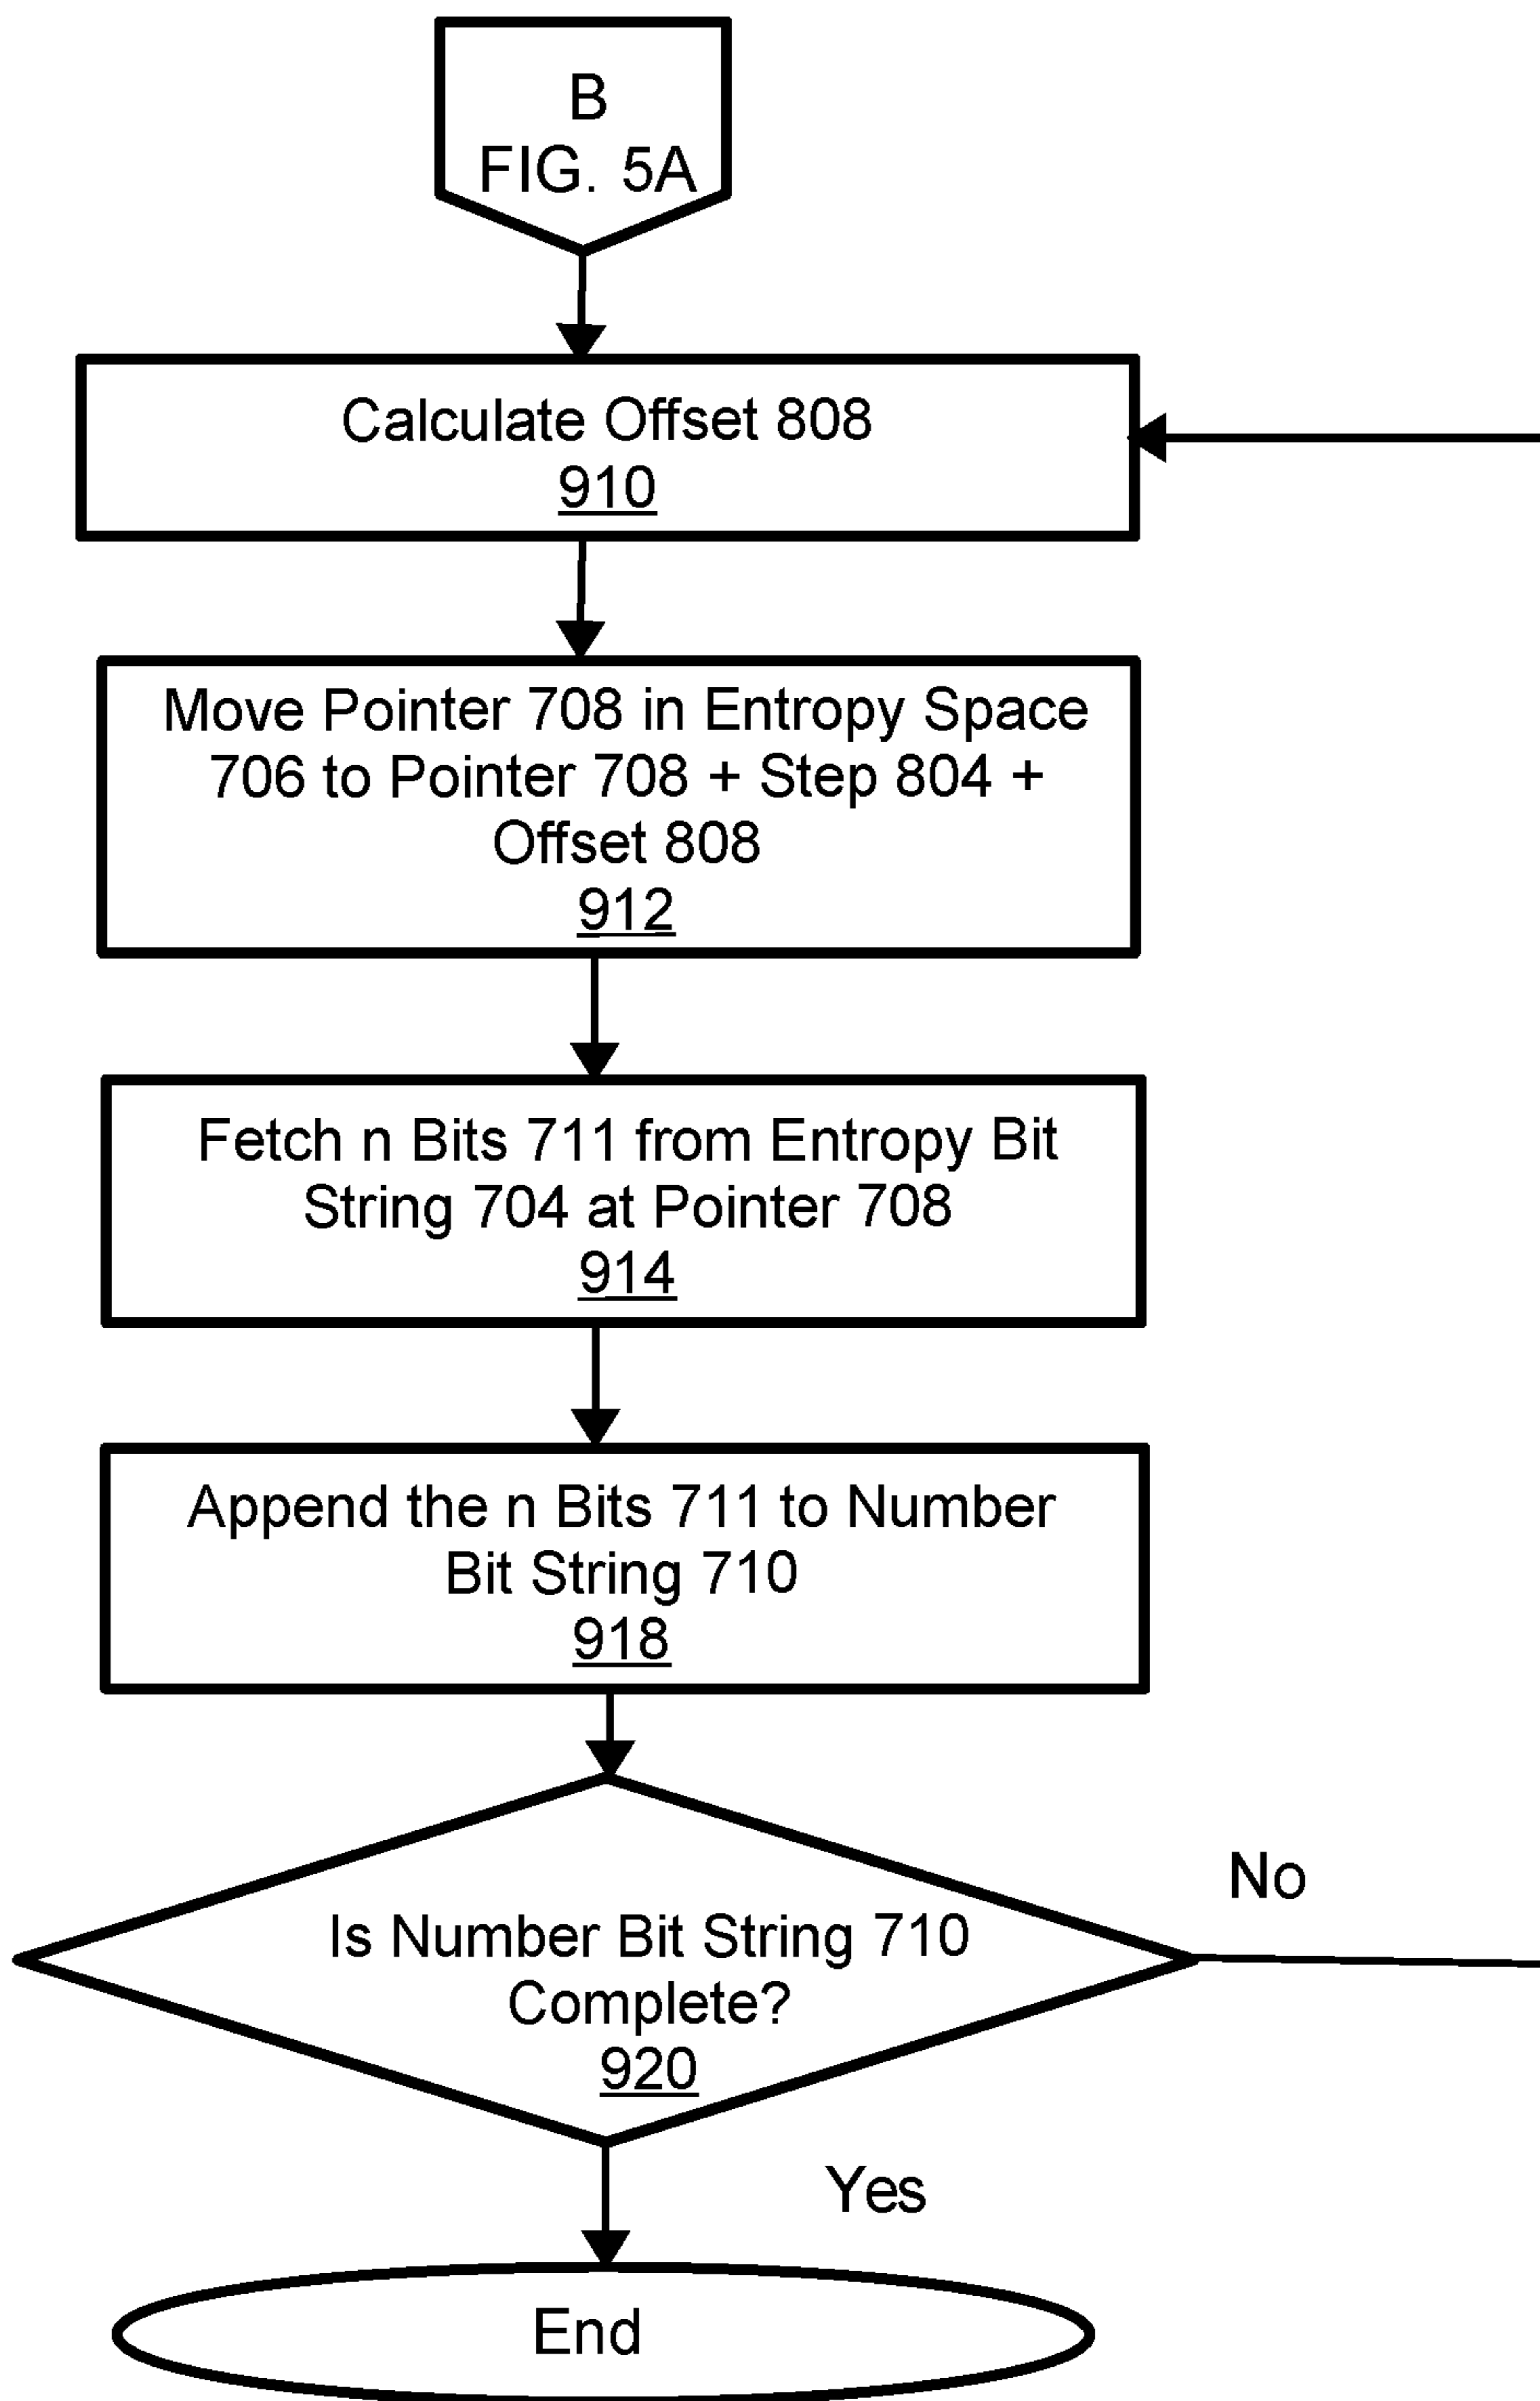 B
FIG. 5A
Calculate Offset 808
910
Move Pointer 708 in Entropy Space
706 to Pointer 708 + Step 804 +
Offset 808
912
Fetch n Bits 711 from Entropy Bit
String 704 at Pointer 708
914
Append the n Bits 711 to Number
Bit String 710
918
No
Is Number Bit String 710
Complete?
920
Yes
End